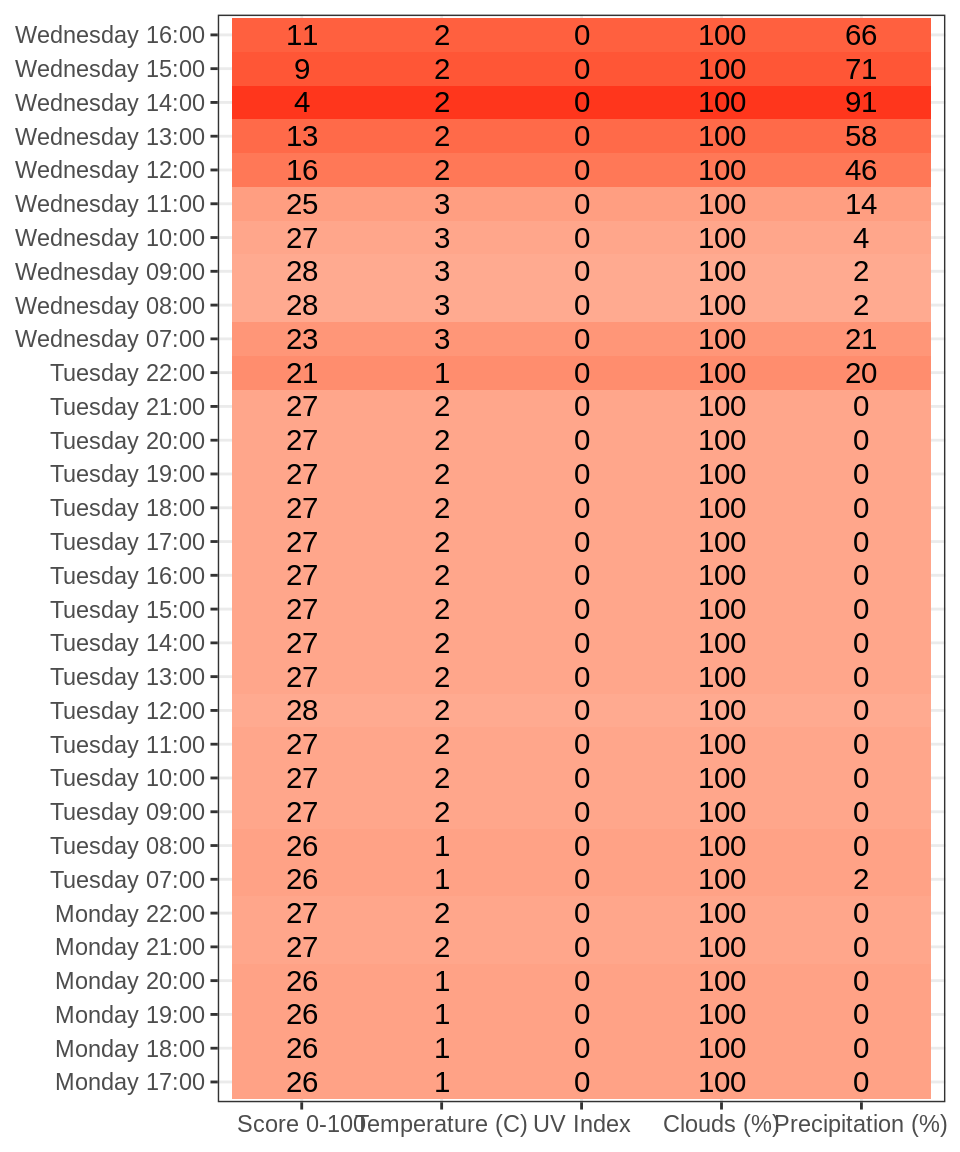 Wednesday 16:00 11 2 0 100 66
Wednesday 15:00 9 2 0 100 71
Wednesday 14:00 4 2 0 100 91
Wednesday 13:00 13 2 0 100 58
Wednesday 12:00 16 2 0 100 46
Wednesday 11:00 25 3 0 100 14
Wednesday 10:00 27 3 0 100 4
Wednesday 09:00 28 3 0 100 2
Wednesday 08:00 28 3 0 100 2
Wednesday 07:00 23 3 0 100 21
Tuesday 22:00 21 1 0 100 20
Tuesday 21:00 27 2 0 100 0
Tuesday 20:00 27 2 0 100 0
Tuesday 19:00 27 2 0 100 0
Tuesday 18:00 27 2 0 100 0
Tuesday 17:00 27 2 0 100 0
Tuesday 16:00 27 2 0 100 0
Tuesday 15:00 27 2 0 100 0
Tuesday 14:00 27 2 0 100 0
Tuesday 13:00 27 2 0 100 0
Tuesday 12:00 28 2 0 100 0
Tuesday 11:00 27 2 0 100 0
Tuesday 10:00 27 2 0 100 0
Tuesday 09:00 27 2 0 100 0
Tuesday 08:00 26 1 0 100 0
Tuesday 07:00 26 1 0 100 2
Monday 22:00 27 2 0 100 0
Monday 21:00 27 2 0 100 0
Monday 20:00 26 1 0 100 0
Monday 19:00 26 1 0 100 0
Monday 18:00 26 1 0 100 0
Monday 17:00 26 1 0 100 0
Score 0-100 Temperature (C) UV Index Clouds (%) Precipitation (%)